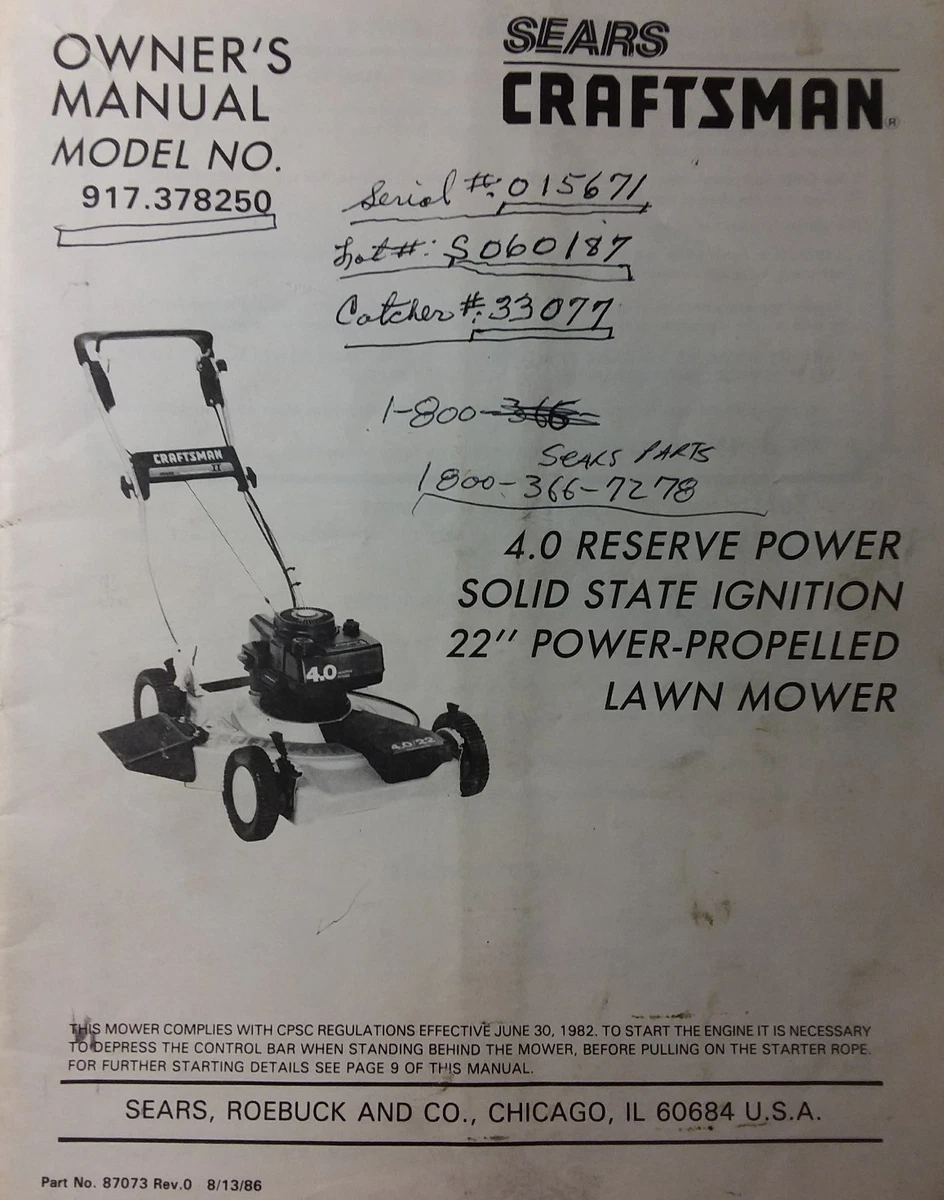 OWNER'S
MANUAL
MODEL NO.
917.378250
SEARS
CRAFTSMAN®
Serial #: 015671
Lot #: S060187
Catcher #: 33077
1-800-366
SEARS PARTS
1800-366-7278
CRAFTSMAN
II
4.0
4.0/22
4.0 RESERVE POWER
SOLID STATE IGNITION
22" POWER-PROPELLED
LAWN MOWER
THIS MOWER COMPLIES WITH CPSC REGULATIONS EFFECTIVE JUNE 30, 1982. TO START THE ENGINE IT IS NECESSARY
TO DEPRESS THE CONTROL BAR WHEN STANDING BEHIND THE MOWER, BEFORE PULLING ON THE STARTER ROPE.
FOR FURTHER STARTING DETAILS SEE PAGE 9 OF THIS MANUAL.
SEARS, ROEBUCK AND CO., CHICAGO, IL 60684 U.S.A.
Part No. 87073 Rev.0 8/13/86